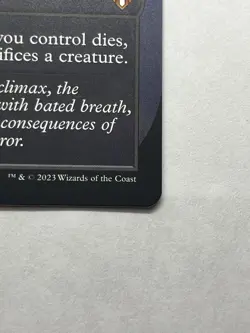 you control dies,
ifices a creature.
climax, the
with bated breath,
consequences of
ror.
™ & © 2023 Wizards of the Coast